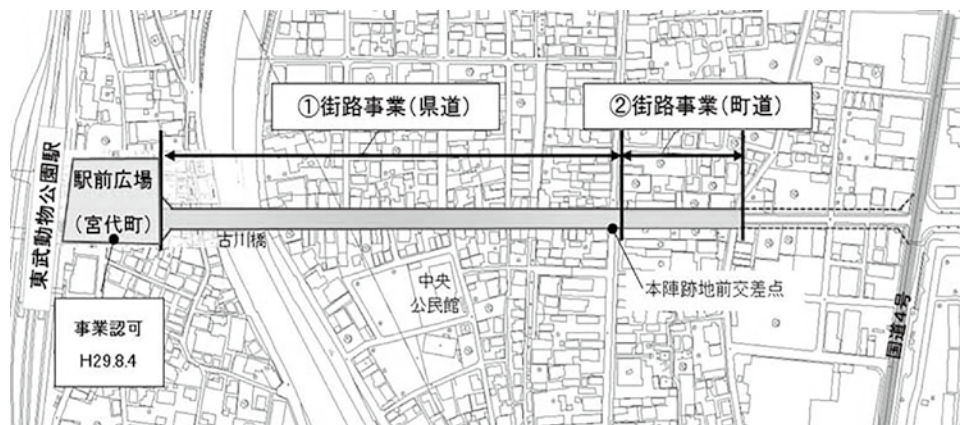 ①街路事業(県道)
②街路事業(町道)
東武動物公園駅
駅前広場
(宮代町)
古川橋
中央
公民館
本陣跡地前交差点
国道4号
事業認可
H29.8.4